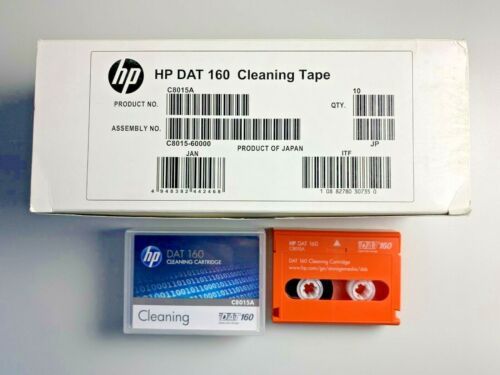 hp HP DAT 160 Cleaning Tape
C8015A
10
PRODUCT NO.
QTY.
ASSEMBLY NO.
C8015-60000
PRODUCT OF JAPAN
JP
JAN
ITF
4 948382 442468
1 08 82780 30735 0
hp
DAT 160
CLEANING CARTRIDGE
C8015A
Cleaning
DAT 160
HP DAT 160
C8015A
DAT 160
DAT 160 Cleaning Cartridge